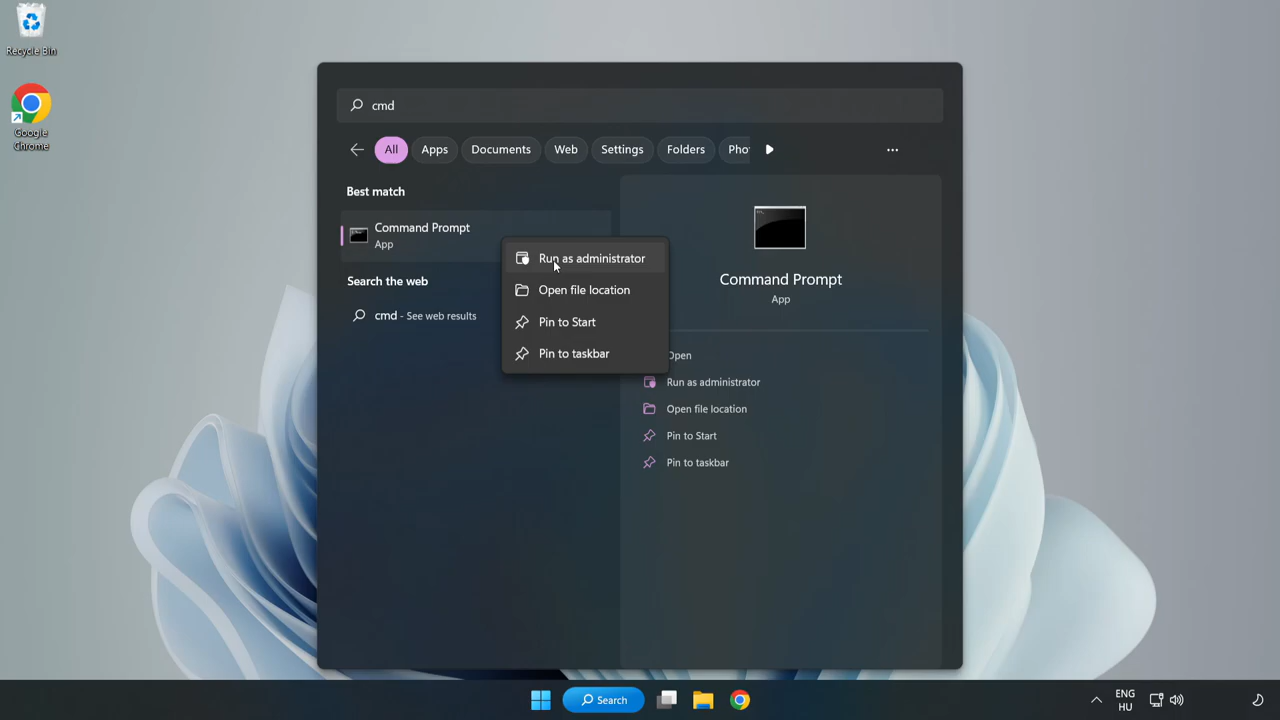 Recycle Bin
Google
Chrome
cmd
All
Apps
Documents
Web
Settings
Folders
Pho
Best match
Command Prompt
App
Search the web
cmd - See web results
Run as administrator
Open file location
Pin to Start
Pin to taskbar
Command Prompt
App
Open
Run as administrator
Open file location
Pin to Start
Pin to taskbar
Search
ENG
HU